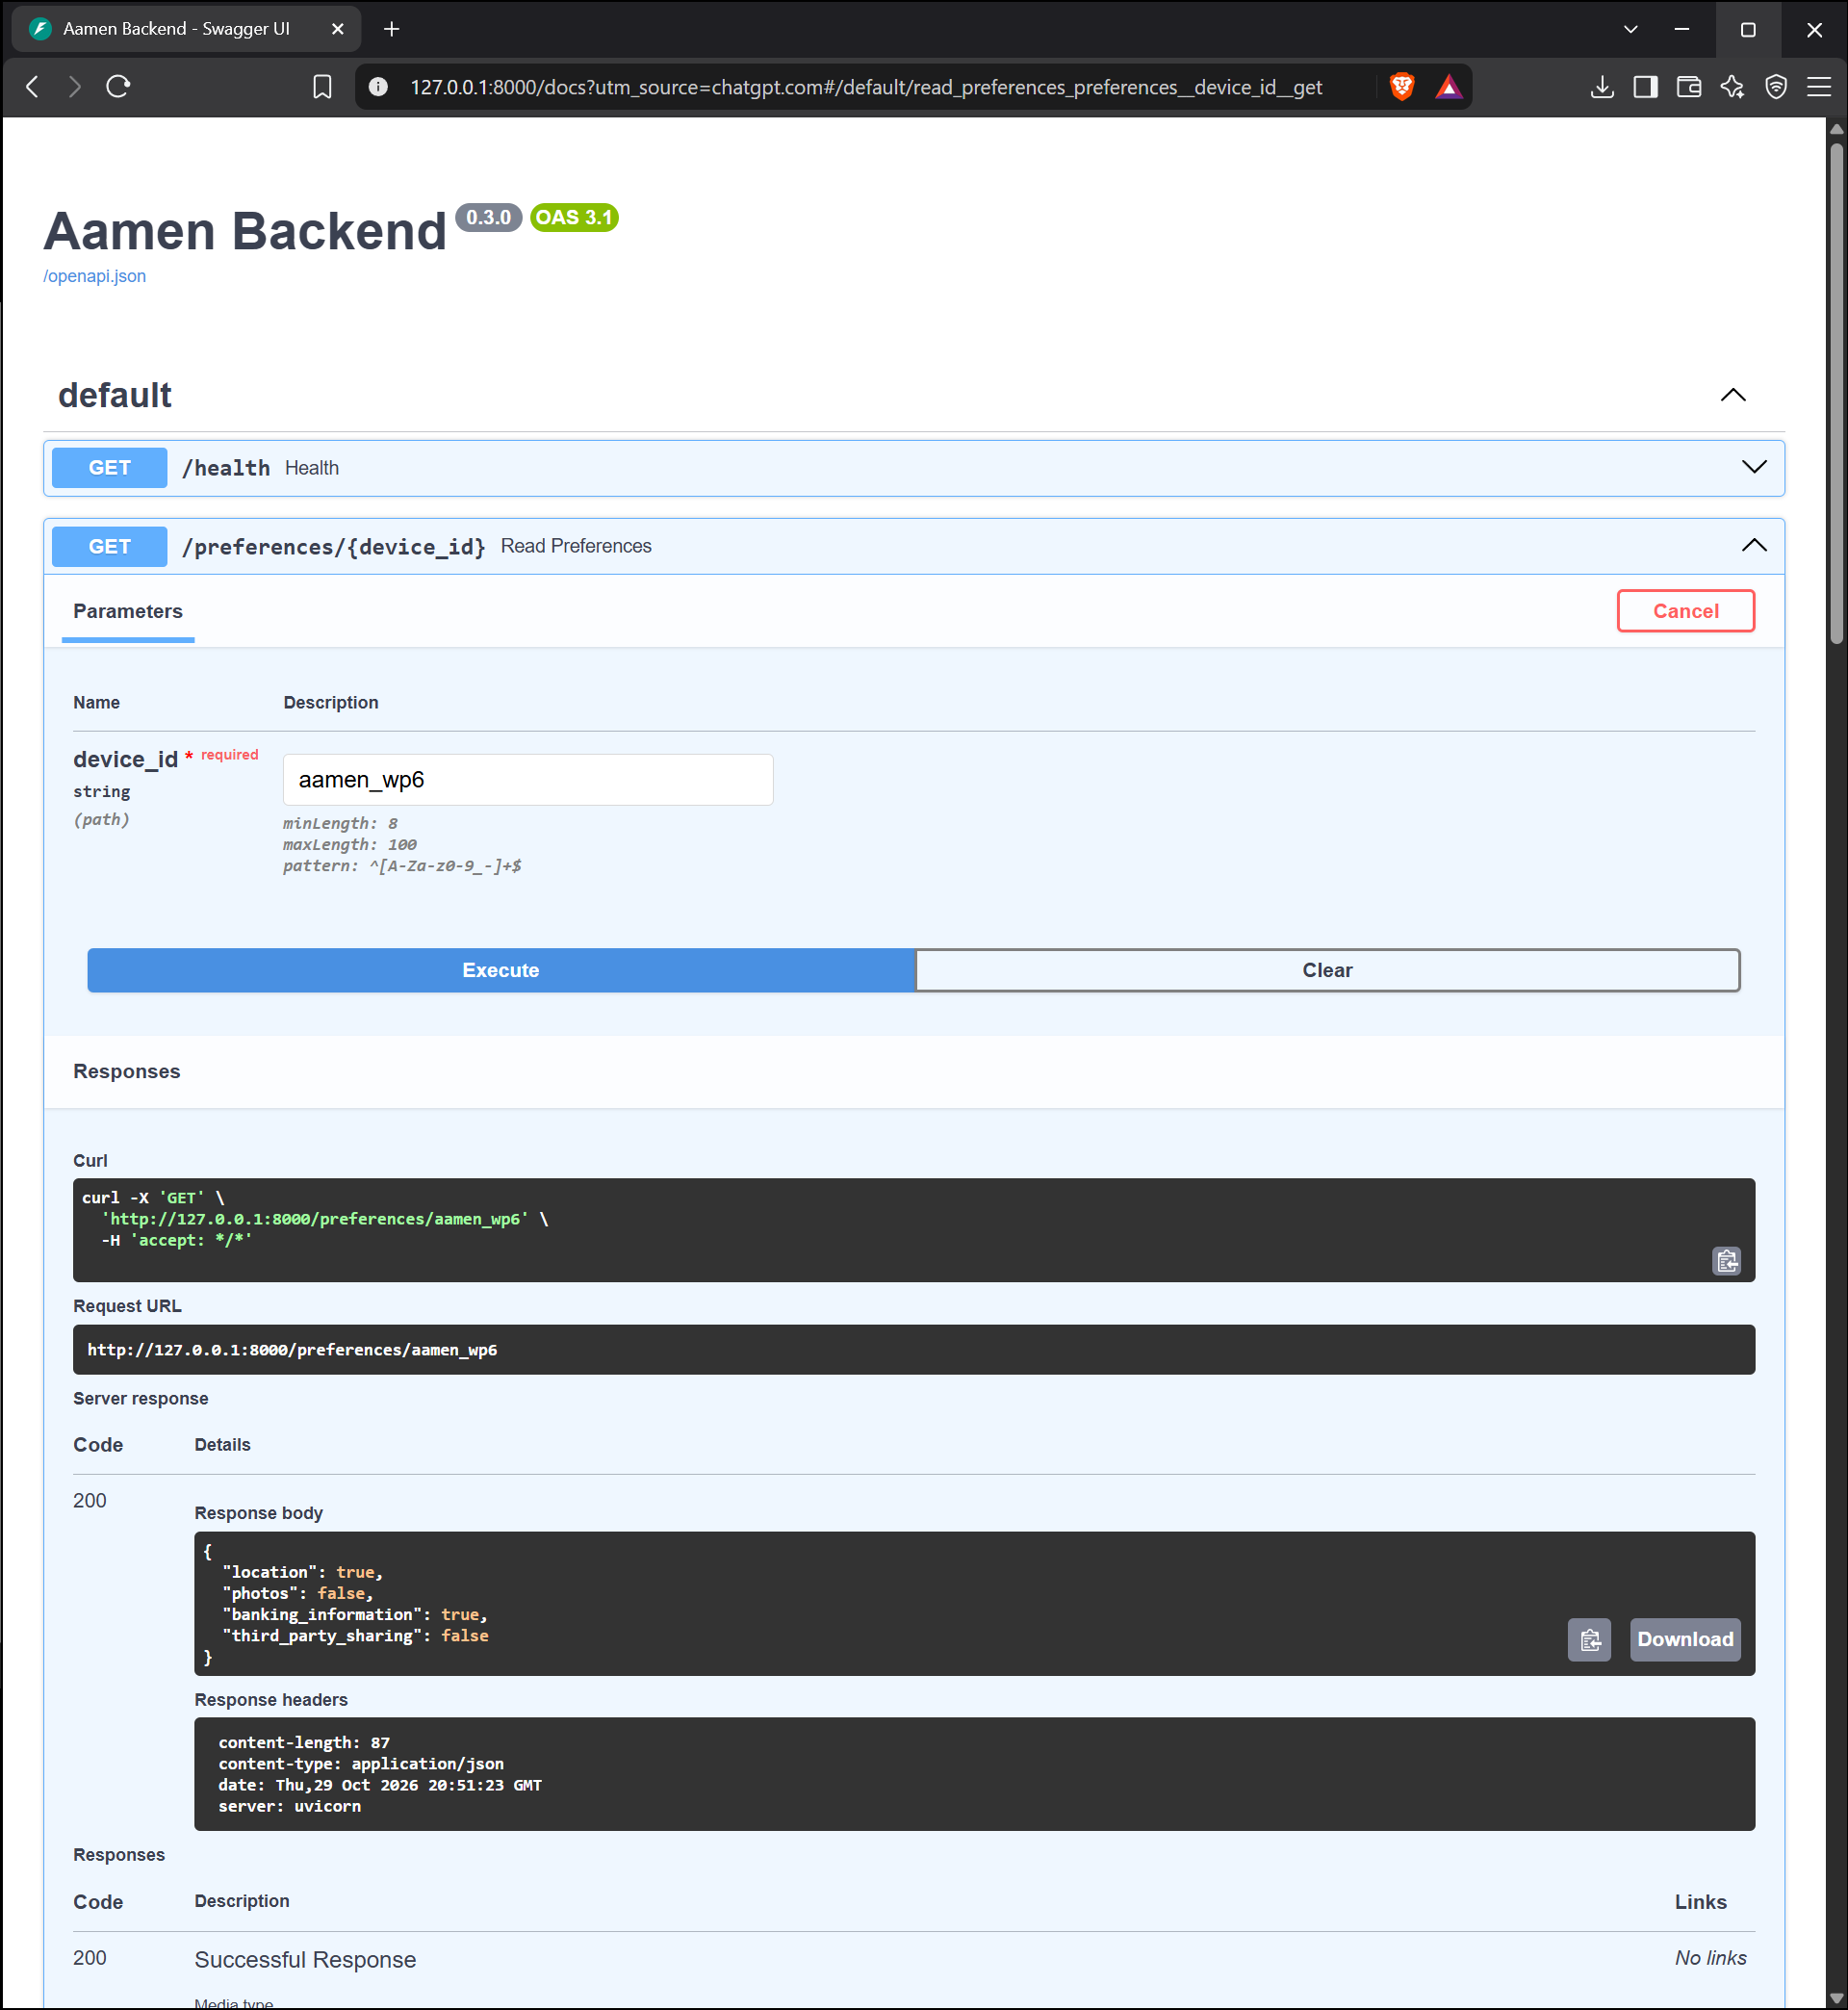 Aamen Backend - Swagger UI
127.0.0.1:8000/docs?utm_source=chatgpt.com#/default/read_preferences_preferences__device_id__get
Aamen Backend 0.3.0 OAS 3.1
/openapi.json
default
GET /health Health
GET /preferences/{device_id} Read Preferences
Parameters
Cancel
Name Description
device_id * required
string
(path)
aamen_wp6
minLength: 8
maxLength: 100
pattern: ^[A-Za-z0-9_-]+$
Execute Clear
Responses
Curl
curl -X 'GET' \
'http://127.0.0.1:8000/preferences/aamen_wp6' \
-H 'accept: */*'
Request URL
http://127.0.0.1:8000/preferences/aamen_wp6
Server response
Code Details
200
Response body
{
"location": true,
"photos": false,
"banking_information": true,
"third_party_sharing": false
}
Download
Response headers
content-length: 87
content-type: application/json
date: Thu,29 Oct 2026 20:51:23 GMT
server: uvicorn
Responses
Code Description Links
200 Successful Response No links
Media type